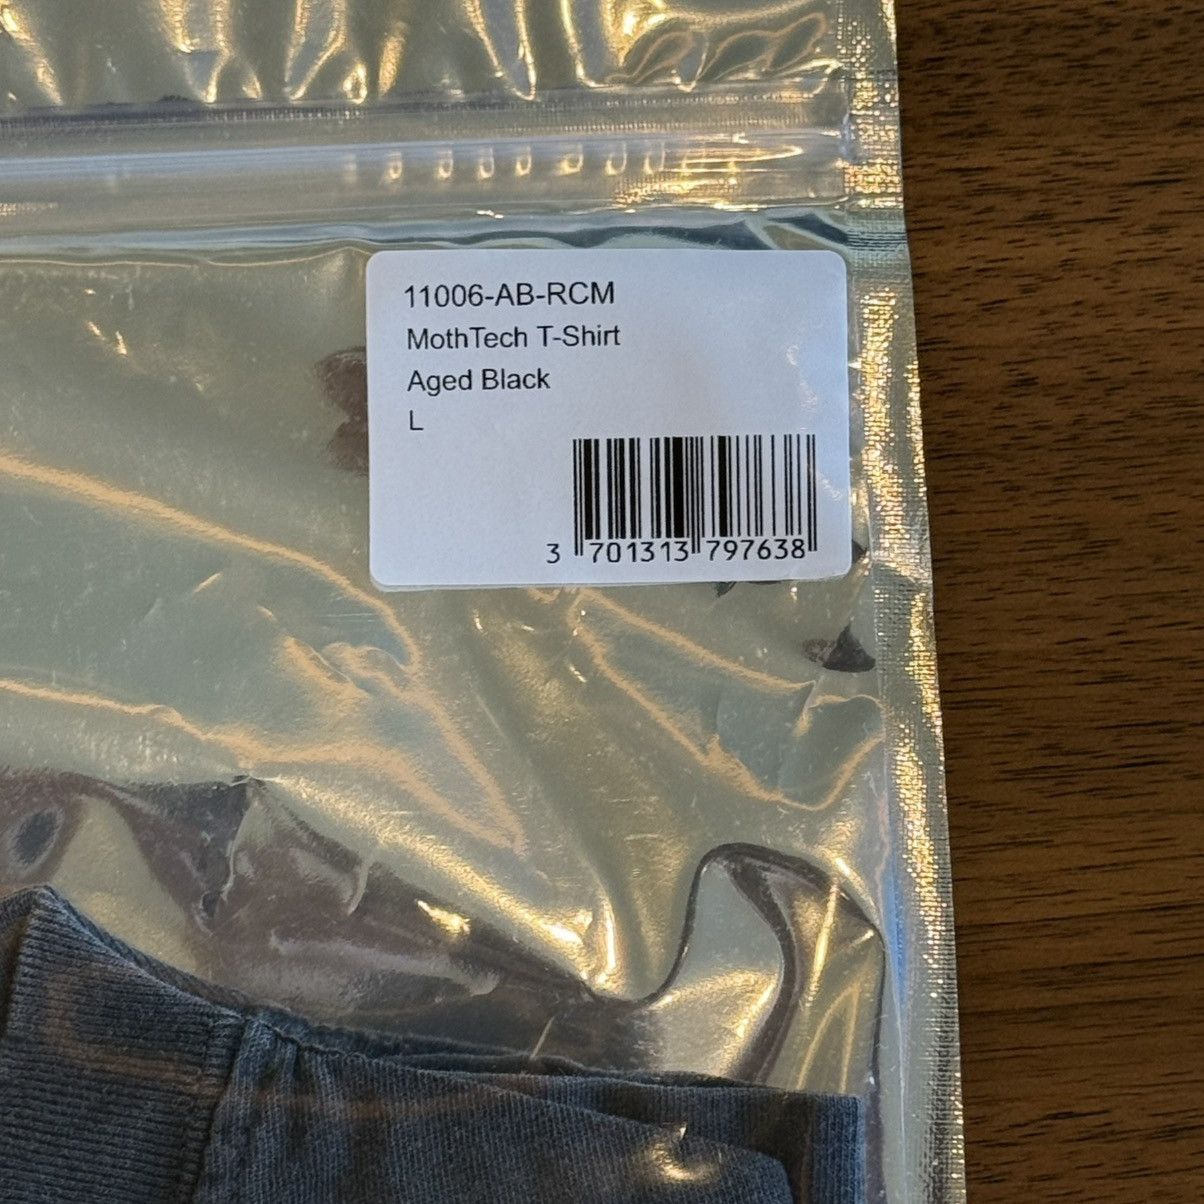 11006-AB-RCM
MothTech T-Shirt
Aged Black
L
3 701313 797638